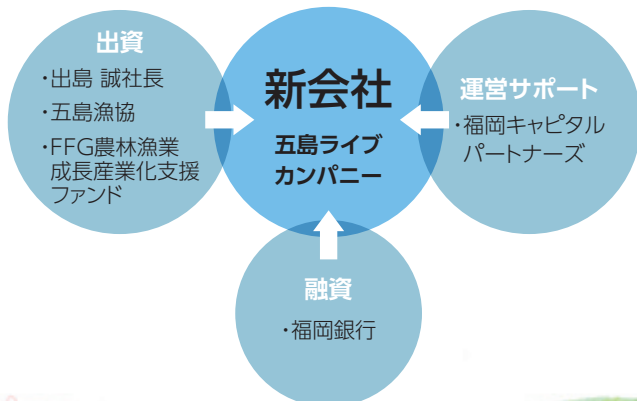 出資
・出島 誠社長
・五島漁協
・FFG農林漁業
成長産業化支援
ファンド
新会社
五島ライブ
カンパニー
運営サポート
・福岡キャピタル
パートナーズ
融資
・福岡銀行